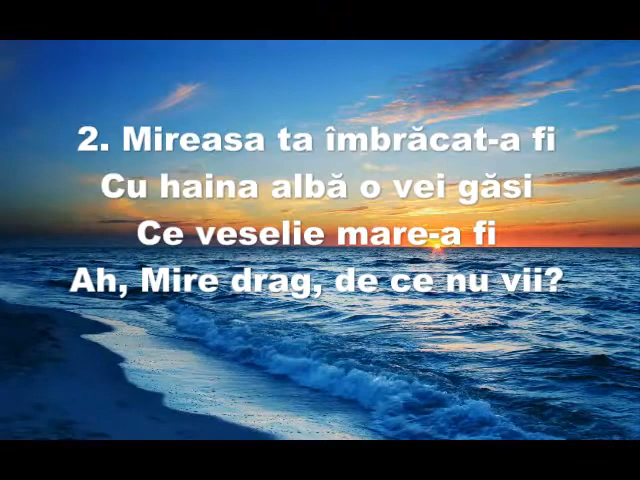 2. Mireasa ta îmbrăcat-a fi
Cu haina albă o vei găsi
Ce veselie mare-a fi
Ah, Mire drag, de ce nu vii?